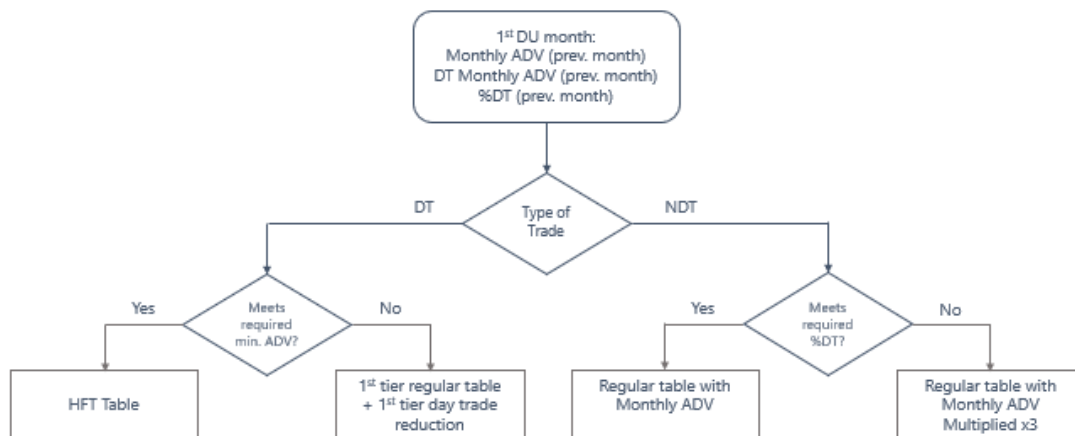 1st DU month:
Monthly ADV (prev. month)
DT Monthly ADV (prev. month)
%DT (prev. month)
Type of
Trade
DT
NDT
Meets
required
min. ADV?
Yes
No
Meets
required
%DT?
Yes
No
HFT Table
1st tier regular table
+ 1st tier day trade
reduction
Regular table with
Monthly ADV
Regular table with
Monthly ADV
Multiplied x3